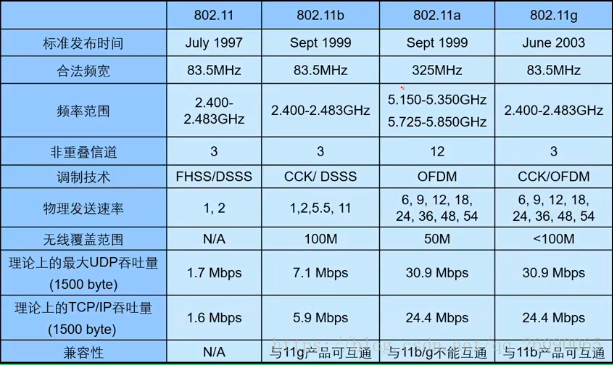 802.11 802.11b 802.11a 802.11g
标准发布时间 July 1997 Sept 1999 Sept 1999 June 2003
合法频宽 83.5MHz 83.5MHz 325MHz 83.5MHz
频率范围 2.400-2.483GHz 2.400-2.483GHz 5.150-5.350GHz 5.725-5.850GHz 2.400-2.483GHz
非重叠信道 3 3 12 3
调制技术 FHSS/DSSS CCK/ DSSS OFDM CCK/OFDM
物理发送速率 1, 2 1,2,5.5, 11 6, 9, 12, 18, 24, 36, 48, 54 6, 9, 12, 18, 24, 36, 48, 54
无线覆盖范围 N/A 100M 50M <100M
理论上的最大UDP吞吐量 (1500 byte) 1.7 Mbps 7.1 Mbps 30.9 Mbps 30.9 Mbps
理论上的TCP/IP吞吐量 (1500 byte) 1.6 Mbps 5.9 Mbps 24.4 Mbps 24.4 Mbps
兼容性 N/A 与11g产品可互通 与11b/g不能互通 与11b产品可互通